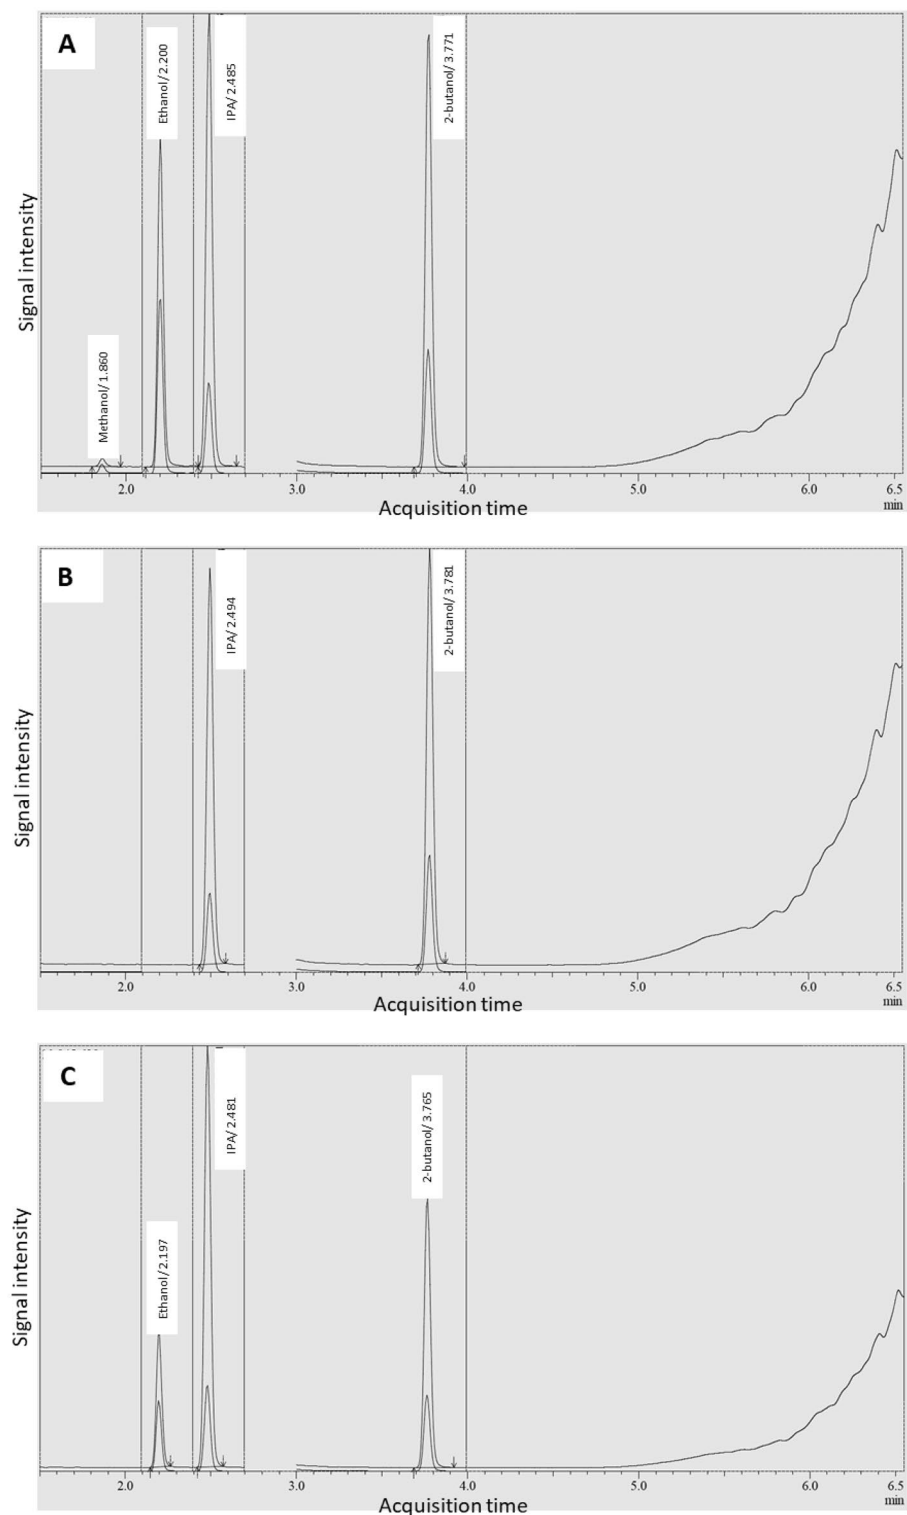 A
Signal intensity
Methanol/ 1.860
Ethanol/ 2.200
IPA/ 2.485
2-butanol/ 3.771
2.0 3.0 4.0 5.0 6.0 6.5
min
Acquisition time
B
Signal intensity
IPA/ 2.494
2-butanol/ 3.781
2.0 3.0 4.0 5.0 6.0 6.5
min
Acquisition time
C
Signal intensity
Ethanol/ 2.197
IPA/ 2.481
2-butanol/ 3.765
2.0 3.0 4.0 5.0 6.0 6.5
min
Acquisition time